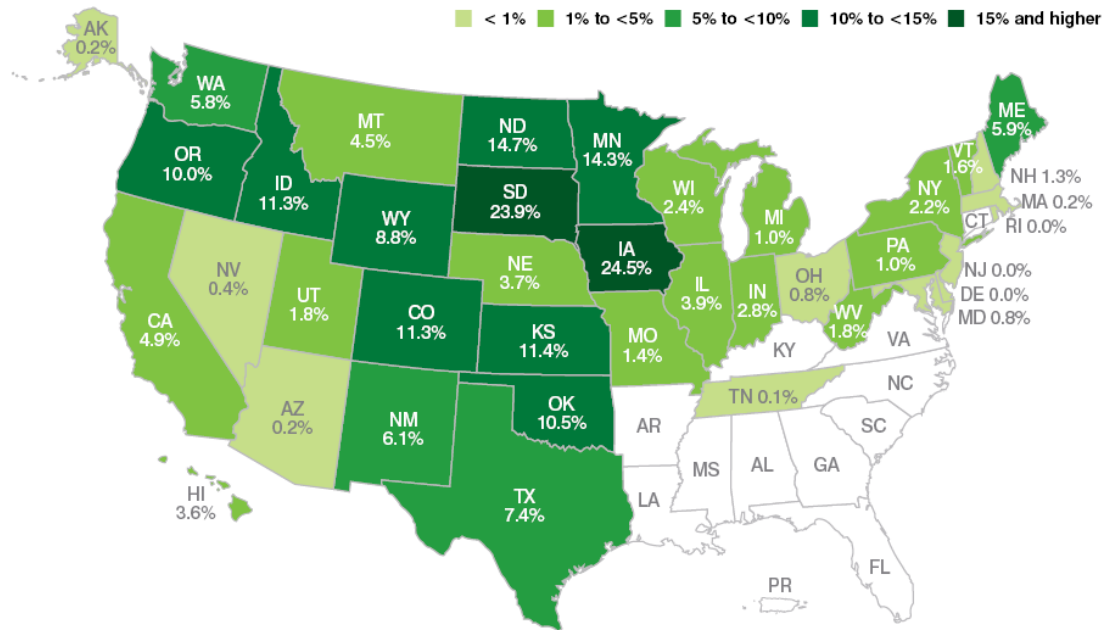 < 1% 1% to <5% 5% to <10% 10% to <15% 15% and higher
AK
0.2%
WA
5.8%
MT
4.5%
ND
14.7%
MN
14.3%
ME
5.9%
VT
1.6%
NH 1.3%
OR
10.0%
ID
11.3%
SD
23.9%
WI
2.4%
MI
1.0%
NY
2.2%
MA 0.2%
CT
RI 0.0%
WY
8.8%
IA
24.5%
PA
1.0%
NJ 0.0%
DE 0.0%
MD 0.8%
NV
0.4%
UT
1.8%
NE
3.7%
IL
3.9%
IN
2.8%
OH
0.8%
WV
1.8%
CA
4.9%
CO
11.3%
KS
11.4%
MO
1.4%
KY
VA
AZ
0.2%
NM
6.1%
OK
10.5%
AR
TN 0.1%
NC
SC
MS
AL
GA
HI
3.6%
TX
7.4%
LA
FL
PR